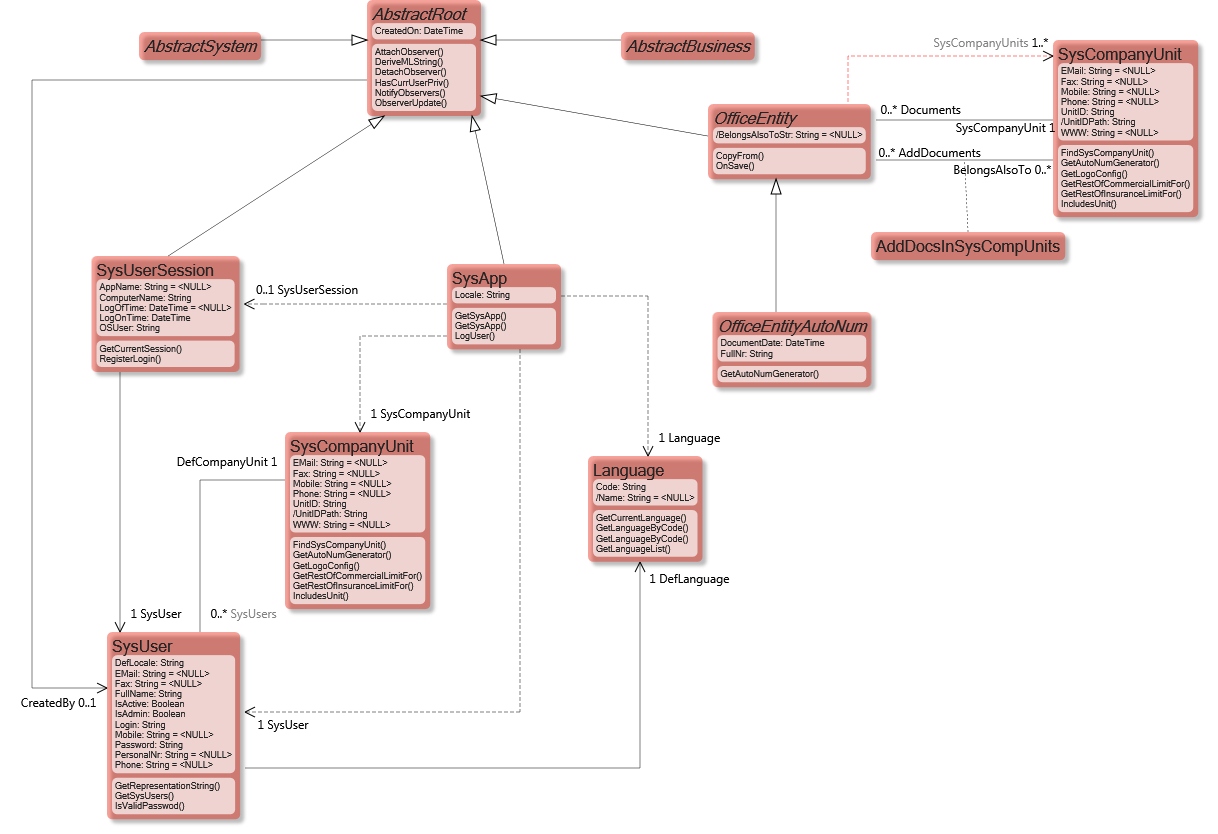 AbstractRoot
CreatedOn: DateTime
AttachObserver()
DeriveMLString()
DetachObserver()
HasCurrUserPriv()
NotifyObservers()
ObserverUpdate()
AbstractSystem
AbstractBusiness
SysCompanyUnits 1..*
SysCompanyUnit
EMail: String = <NULL>
Fax: String = <NULL>
Mobile: String = <NULL>
Phone: String = <NULL>
UnitID: String
/UnitIDPath: String
WWW: String = <NULL>
FindSysCompanyUnit()
GetAutoNumGenerator()
GetLogoConfig()
GetRestOfCommercialLimitFor()
GetRestOfInsuranceLimitFor()
IncludesUnit()
OfficeEntity
/BelongsAlsoToStr: String = <NULL>
CopyFrom()
OnSave()
0..* Documents
SysCompanyUnit 1
0..* AddDocuments
BelongsAlsoTo 0..*
AddDocsInSysCompUnits
SysUserSession
AppName: String = <NULL>
ComputerName: String
LogOfTime: DateTime = <NULL>
LogOnTime: DateTime
OSUser: String
GetCurrentSession()
RegisterLogin()
0..1 SysUserSession
SysApp
Locale: String
GetSysApp()
GetSysApp()
LogUser()
OfficeEntityAutoNum
DocumentDate: DateTime
FullNr: String
GetAutoNumGenerator()
1 SysCompanyUnit
1 Language
DefCompanyUnit 1
SysCompanyUnit
EMail: String = <NULL>
Fax: String = <NULL>
Mobile: String = <NULL>
Phone: String = <NULL>
UnitID: String
/UnitIDPath: String
WWW: String = <NULL>
FindSysCompanyUnit()
GetAutoNumGenerator()
GetLogoConfig()
GetRestOfCommercialLimitFor()
GetRestOfInsuranceLimitFor()
IncludesUnit()
Language
Code: String
/Name: String = <NULL>
GetCurrentLanguage()
GetLanguageByCode()
GetLanguageByCode()
GetLanguageList()
1 DefLanguage
1 SysUser
0..* SysUsers
SysUser
DefLocale: String
EMail: String = <NULL>
Fax: String = <NULL>
FullName: String
IsActive: Boolean
IsAdmin: Boolean
Login: String
Mobile: String = <NULL>
Password: String
PersonalNr: String = <NULL>
Phone: String = <NULL>
GetRepresentationString()
GetSysUsers()
IsValidPasswod()
CreatedBy 0..1
1 SysUser